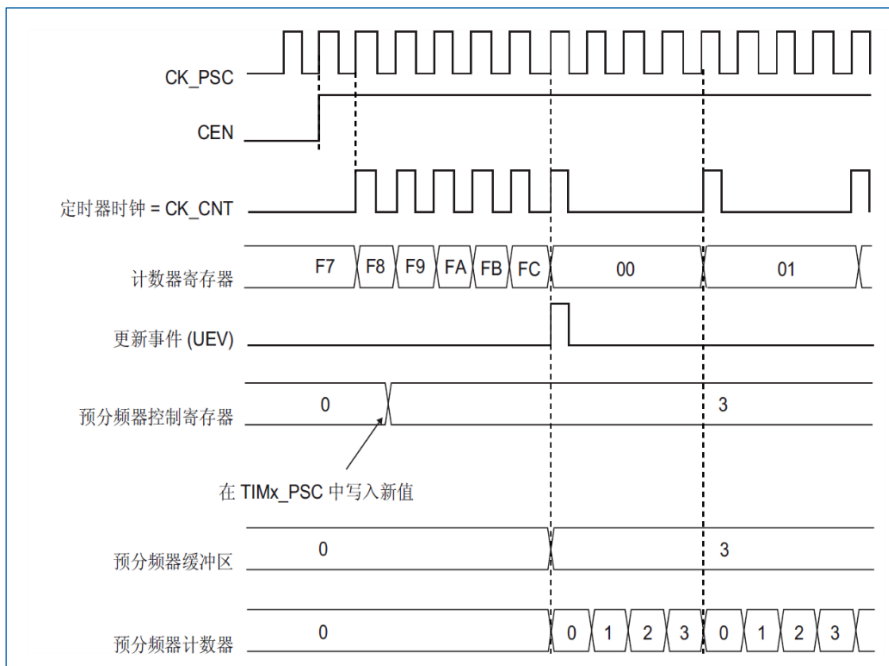 CK_PSC
CEN
定时器时钟 = CK_CNT
计数器寄存器 F7 F8 F9 FA FB FC 00 01
更新事件 (UEV)
预分频器控制寄存器 0 3
在 TIMx_PSC 中写入新值
预分频器缓冲区 0 3
预分频器计数器 0 0 1 2 3 0 1 2 3